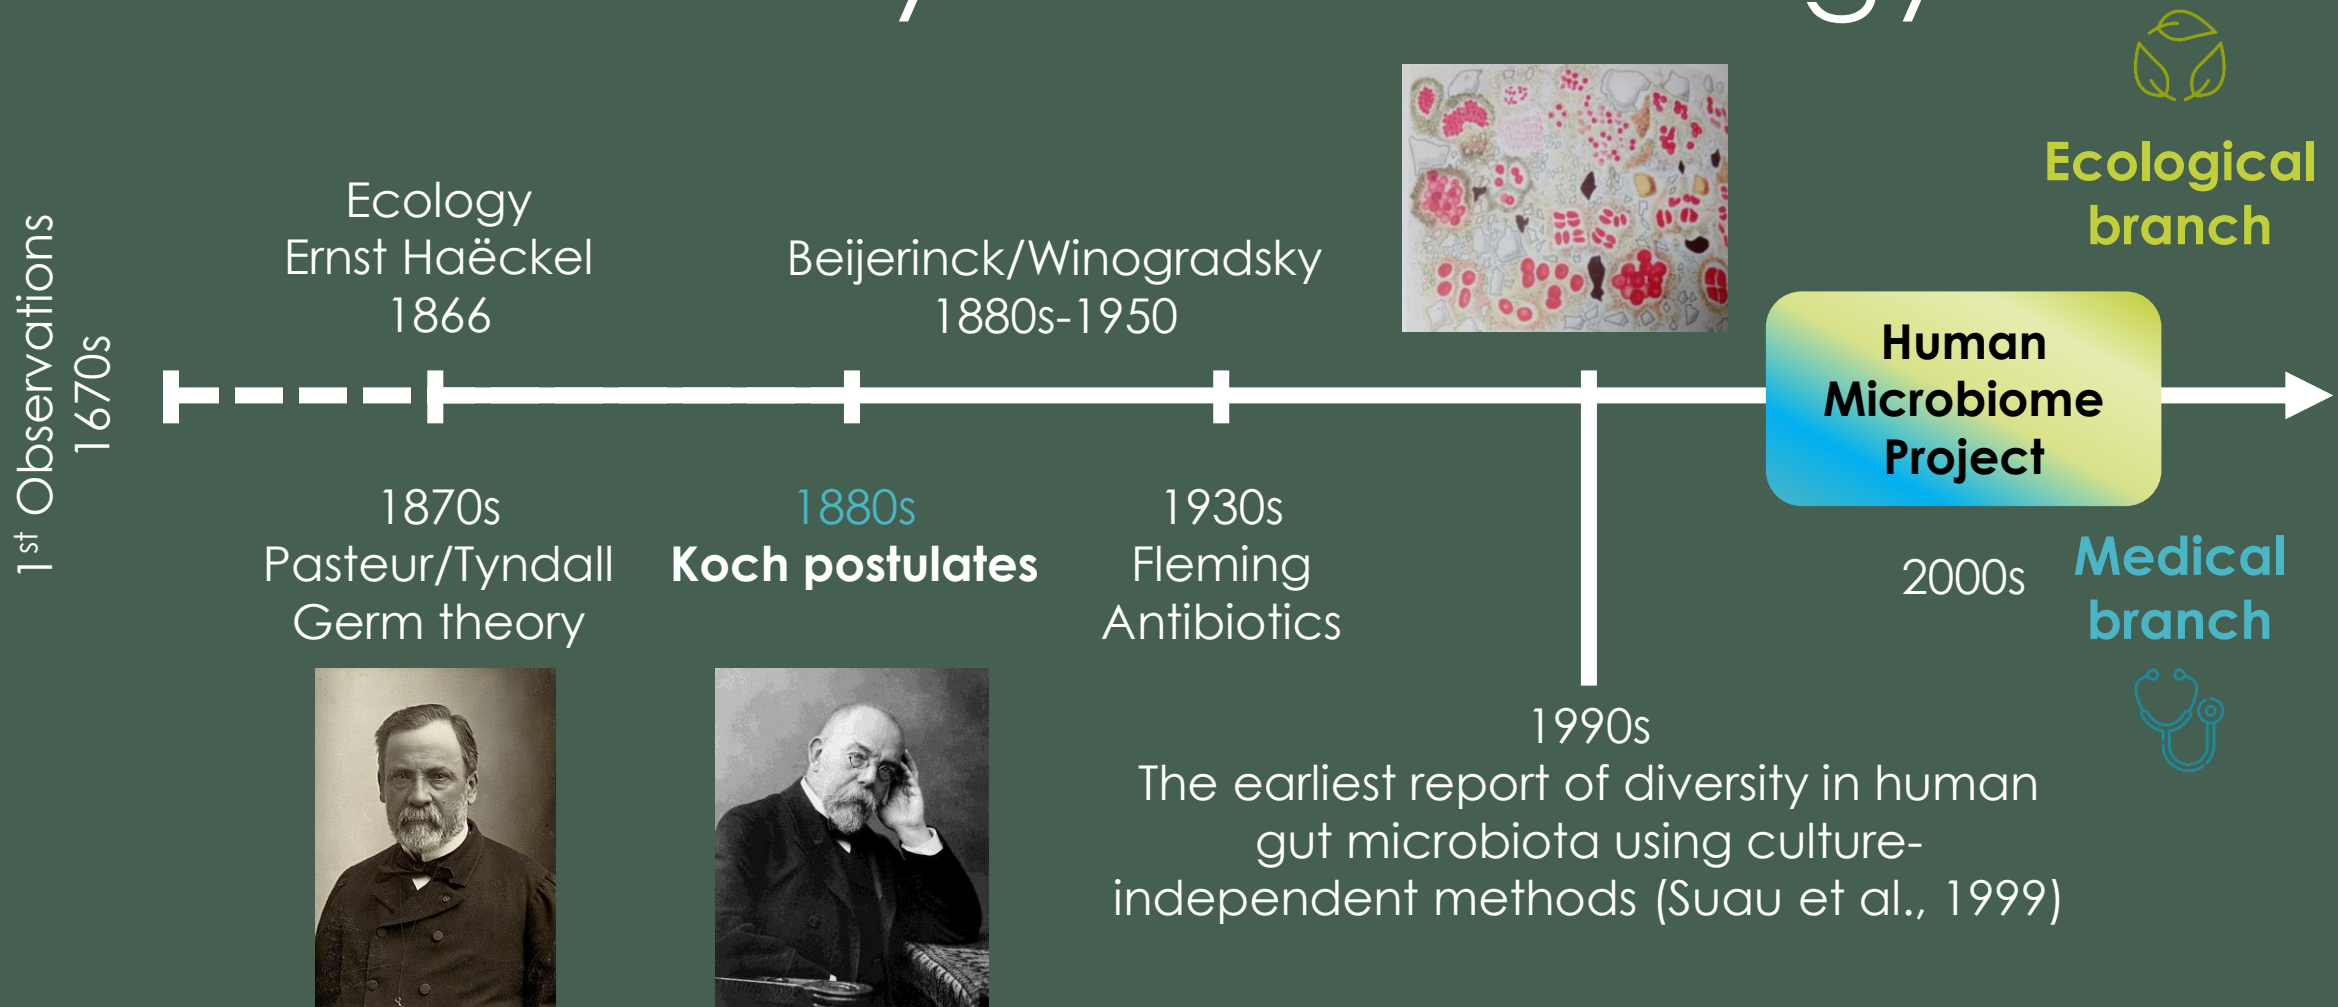 1st Observations
1670s
Ecology
Ernst Haëckel
1866
Beijerinck/Winogradsky
1880s-1950
Ecological
branch
Human
Microbiome
Project
1870s
Pasteur/Tyndall
Germ theory
1880s
Koch postulates
1930s
Fleming
Antibiotics
2000s
Medical
branch
1990s
The earliest report of diversity in human
gut microbiota using culture-
independent methods (Suau et al., 1999)